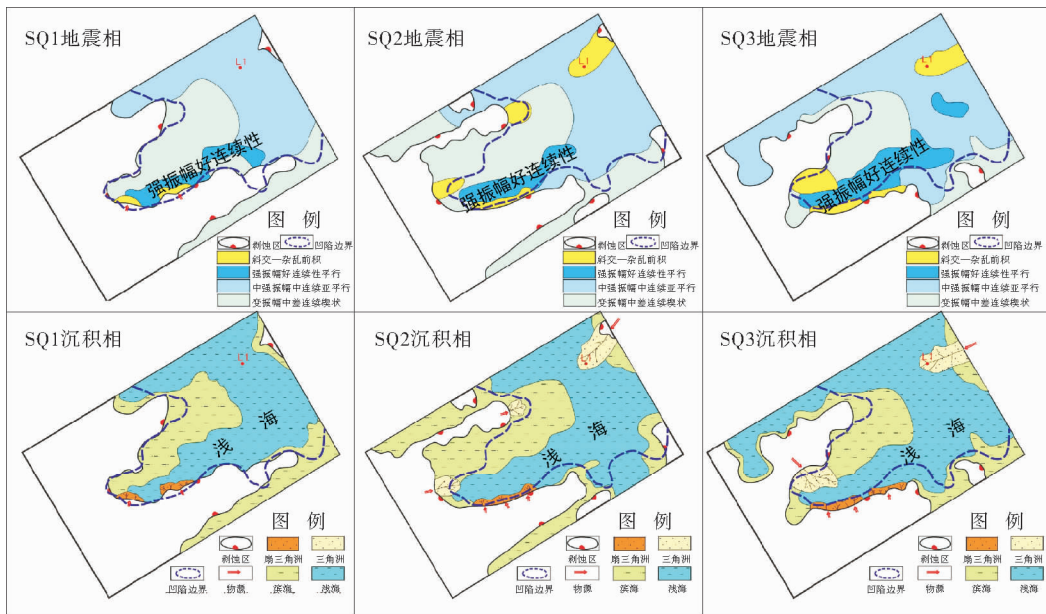 SQ1地震相
L1
强振幅好连续性
图 例
剥蚀区 凹陷边界
斜交—杂乱前积
强振幅好连续性平行
中强振幅中连续亚平行
变振幅中差连续楔状
SQ2地震相
L1
强振幅好连续性
图 例
剥蚀区 凹陷边界
斜交—杂乱前积
强振幅好连续性平行
中强振幅中连续亚平行
变振幅中差连续楔状
SQ3地震相
L1
强振幅好连续性
图 例
剥蚀区 凹陷边界
斜交—杂乱前积
强振幅好连续性平行
中强振幅中连续亚平行
变振幅中差连续楔状
SQ1沉积相
L1
浅 海
图 例
剥蚀区 扇三角洲 三角洲
凹陷边界 物源 滨海 浅海
SQ2沉积相
L1
浅 海
图 例
剥蚀区 扇三角洲 三角洲
凹陷边界 物源 滨海 浅海
SQ3沉积相
L1
浅 海
图 例
剥蚀区 扇三角洲 三角洲
凹陷边界 物源 滨海 浅海